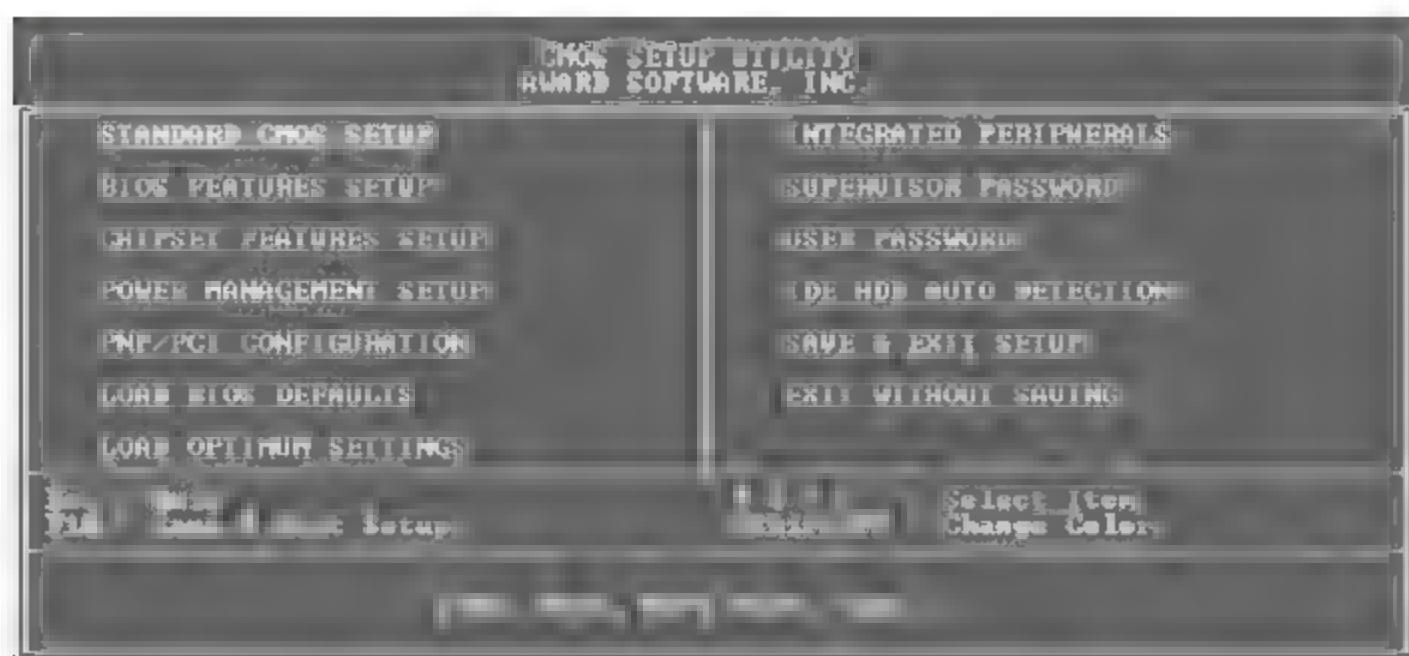 CMOS SETUP UTILITY
AWARD SOFTWARE, INC.
STANDARD CMOS SETUP
BIOS FEATURES SETUP
CHIPSET FEATURES SETUP
POWER MANAGEMENT SETUP
PNP/PCI CONFIGURATION
LOAD BIOS DEFAULTS
LOAD OPTIMUM SETTINGS
INTEGRATED PERIPHERALS
SUPERVISOR PASSWORD
USER PASSWORD
IDE HDD AUTO DETECTION
SAVE & EXIT SETUP
EXIT WITHOUT SAVING
Setup
Select Item
Change Color